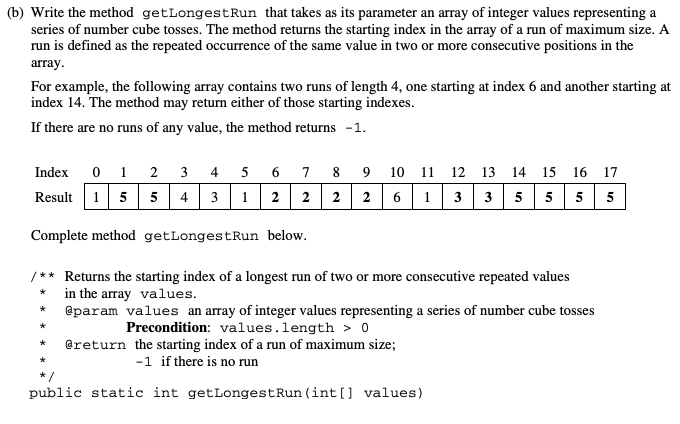 (b) Write the method getLongestRun that takes as its parameter an array of integer values representing a
series of number cube tosses. The method returns the starting index in the array of a run of maximum size. A
run is defined as the repeated occurrence of the same value in two or more consecutive positions in the
array.
For example, the following array contains two runs of length 4, one starting at index 6 and another starting at
index 14. The method may return either of those starting indexes.
If there are no runs of any value, the method returns -1.
Index 0 1 2 3 4 5 6 7 8 9 10 11 12 13 14 15 16 17
Result 1 5 5 4 3 1 2 2 2 2 6 1 3 3 5 5 5 5
Complete method getLongestRun below.
/** Returns the starting index of a longest run of two or more consecutive repeated values
* in the array values.
* @param values an array of integer values representing a series of number cube tosses
* Precondition: values.length > 0
* @return the starting index of a run of maximum size;
* -1 if there is no run
*/
public static int getLongestRun(int[] values)